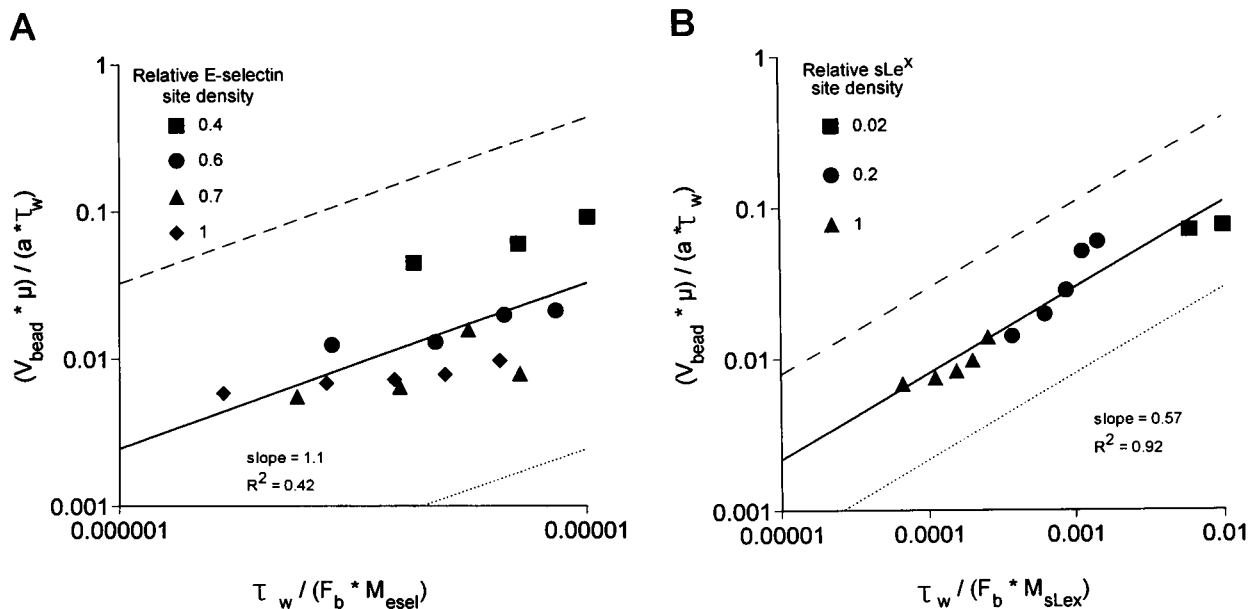 A
Relative E-selectin
site density
0.4
0.6
0.7
1
1
0.1
0.01
0.001
0.000001
0.00001
(V_bead * μ) / (a * τ_w)
slope = 1.1
R² = 0.42
τ_w / (F_b * M_esel)
B
Relative sLe^x
site density
0.02
0.2
1
1
0.1
0.01
0.001
0.00001
0.0001
0.001
0.01
(V_bead * μ) / (a * τ_w)
slope = 0.57
R² = 0.92
τ_w / (F_b * M_sLex)